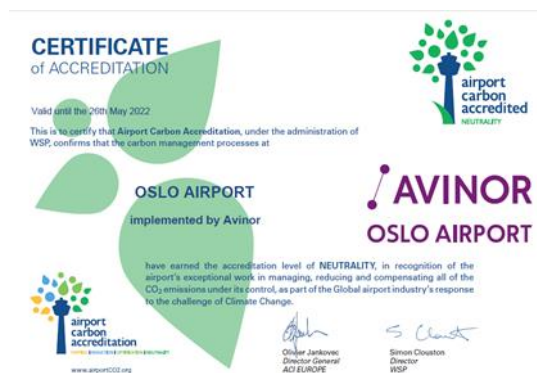 CERTIFICATE
of ACCREDITATION
airport
carbon
accredited
NEUTRALITY
Valid until the 26th May 2022
This is to certify that Airport Carbon Accreditation, under the administration of
WSP, confirms that the carbon management processes at
OSLO AIRPORT
implemented by Avinor
AVINOR
OSLO AIRPORT
have earned the accreditation level of NEUTRALITY, in recognition of the
airport's exceptional work in managing, reducing and compensating all of the
CO₂ emissions under its control, as part of the Global airport industry's response
to the challenge of Climate Change.
airport
carbon
accreditation
www.airportCO2.org
Olivier Jankovec
Director General
ACI EUROPE
Simon Clouston
Director
WSP